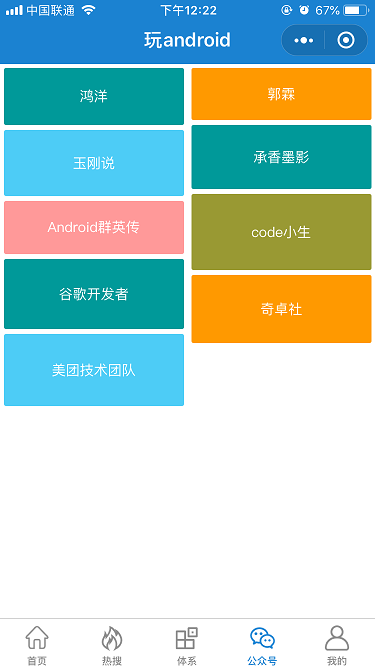 中国联通 下午12:22 67%
玩android
鸿洋
郭霖
玉刚说
承香墨影
Android群英传
code小生
谷歌开发者
奇卓社
美团技术团队
首页 热搜 体系 公众号 我的